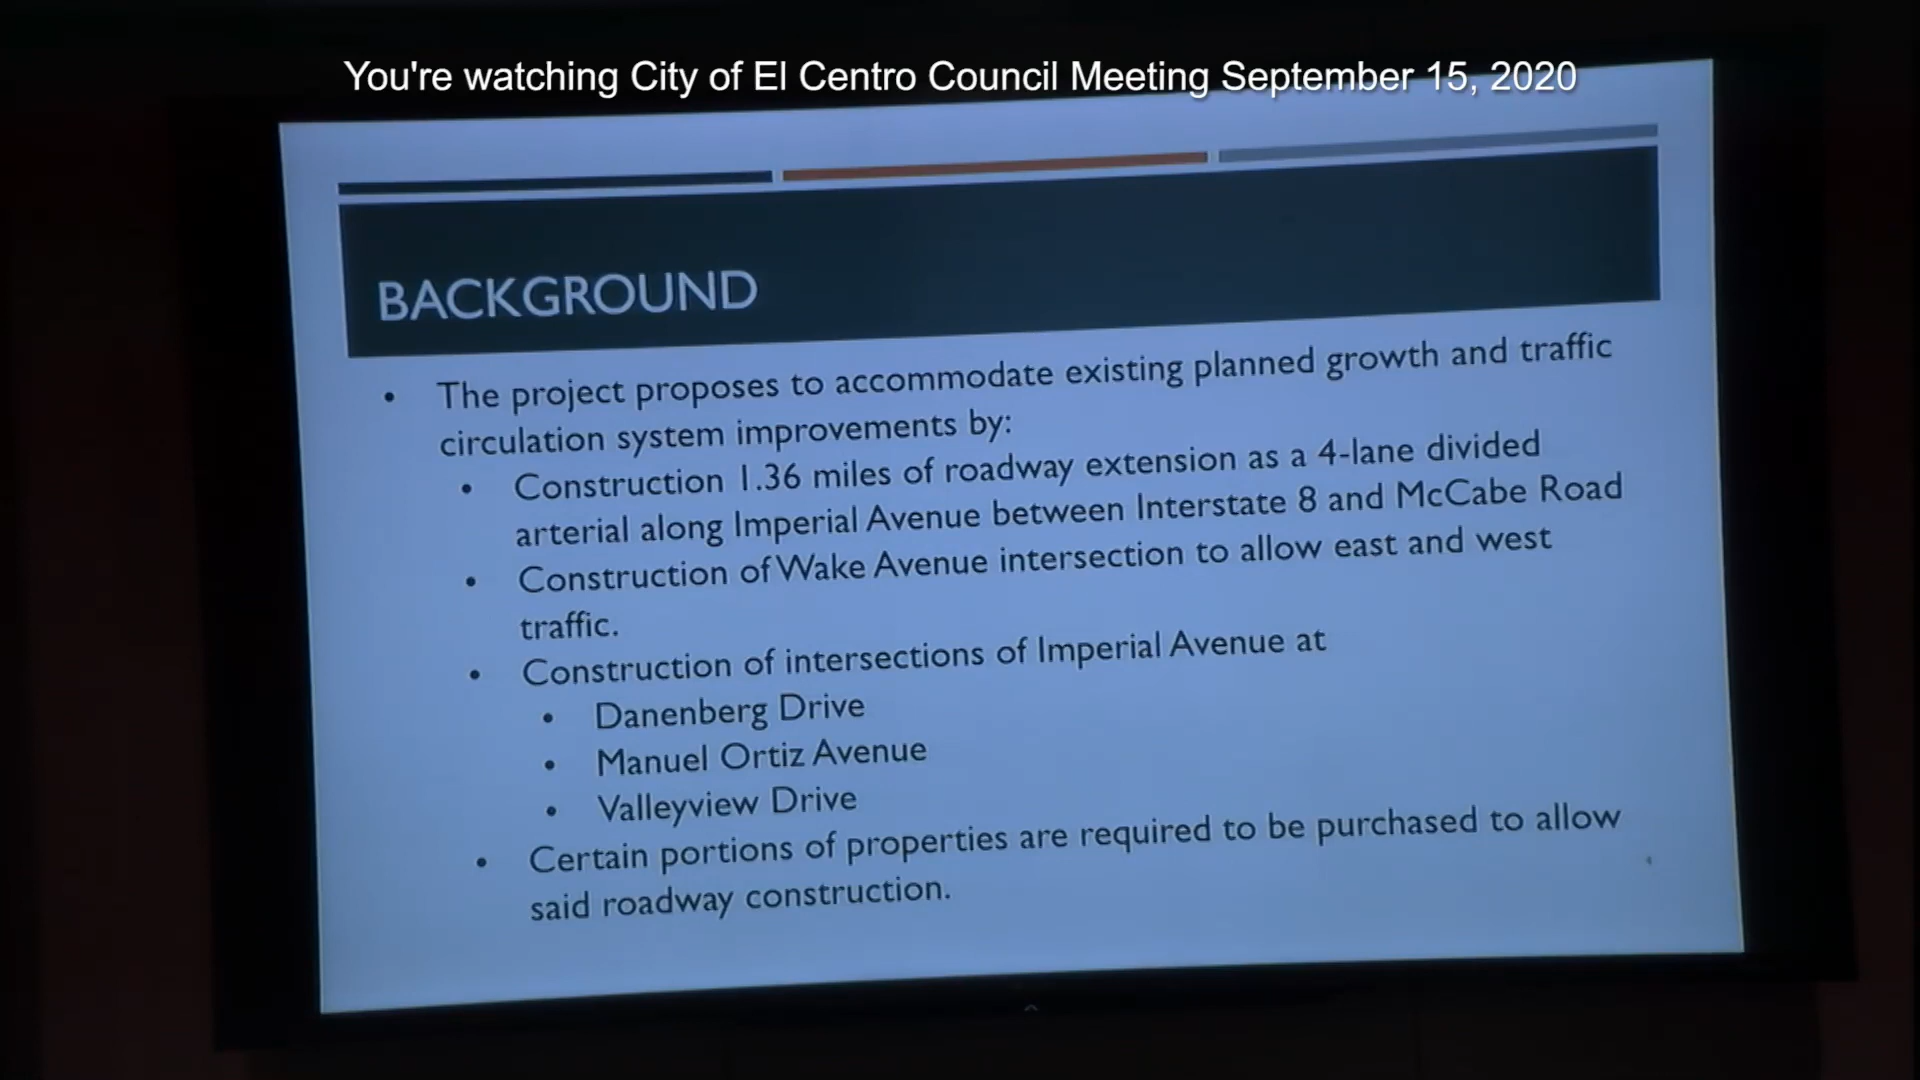 You're watching City of El Centro Council Meeting September 15, 2020
BACKGROUND
• The project proposes to accommodate existing planned growth and traffic
circulation system improvements by:
• Construction 1.36 miles of roadway extension as a 4-lane divided
arterial along Imperial Avenue between Interstate 8 and McCabe Road
• Construction of Wake Avenue intersection to allow east and west
traffic.
• Construction of intersections of Imperial Avenue at
• Danenberg Drive
• Manuel Ortiz Avenue
• Valleyview Drive
• Certain portions of properties are required to be purchased to allow
said roadway construction.